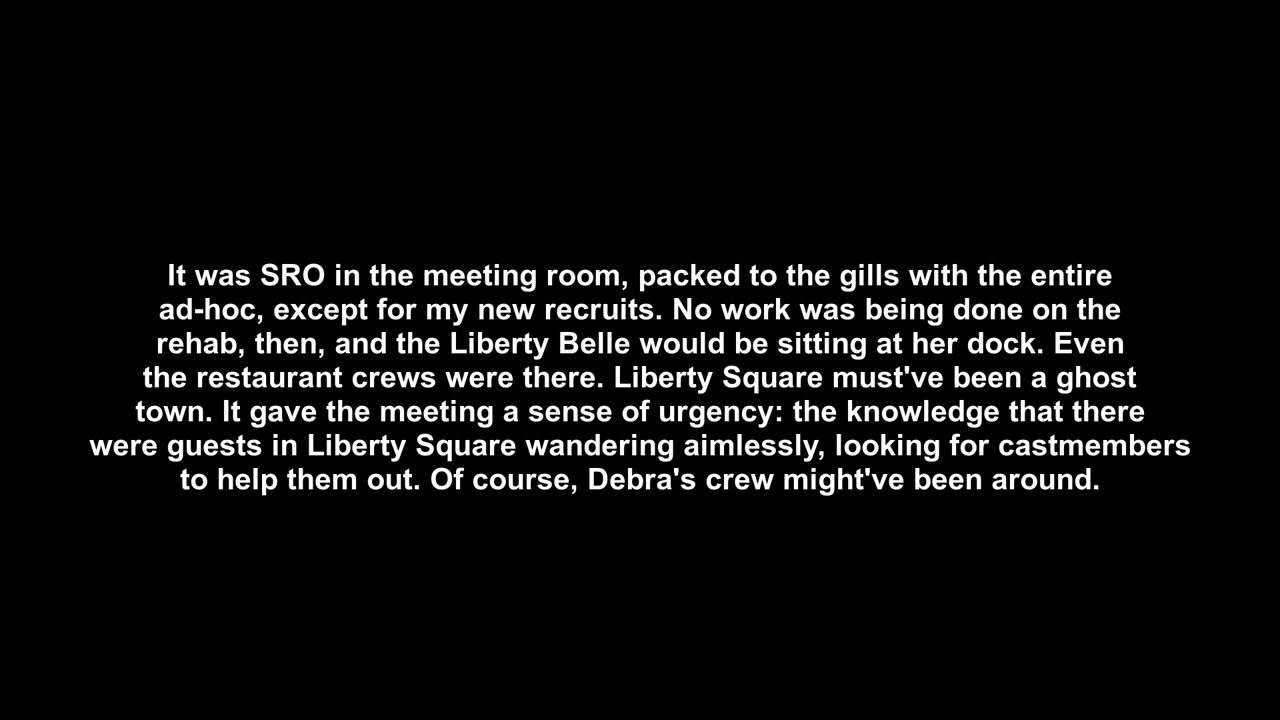 It was SRO in the meeting room, packed to the gills with the entire
ad-hoc, except for my new recruits. No work was being done on the
rehab, then, and the Liberty Belle would be sitting at her dock. Even
the restaurant crews were there. Liberty Square must've been a ghost
town. It gave the meeting a sense of urgency: the knowledge that there
were guests in Liberty Square wandering aimlessly, looking for castmembers
to help them out. Of course, Debra's crew might've been around.